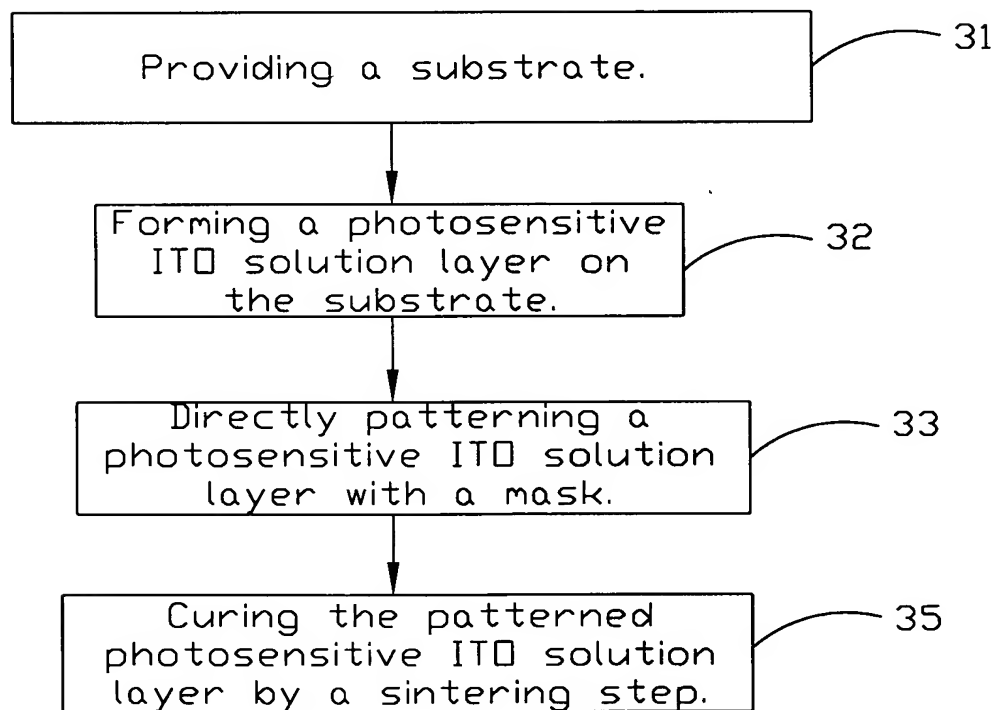 Providing a substrate.
31
Forming a photosensitive
ITO solution layer on
the substrate.
32
Directly patterning a
photosensitive ITO solution
layer with a mask.
33
Curing the patterned
photosensitive ITO solution
layer by a sintering step.
35